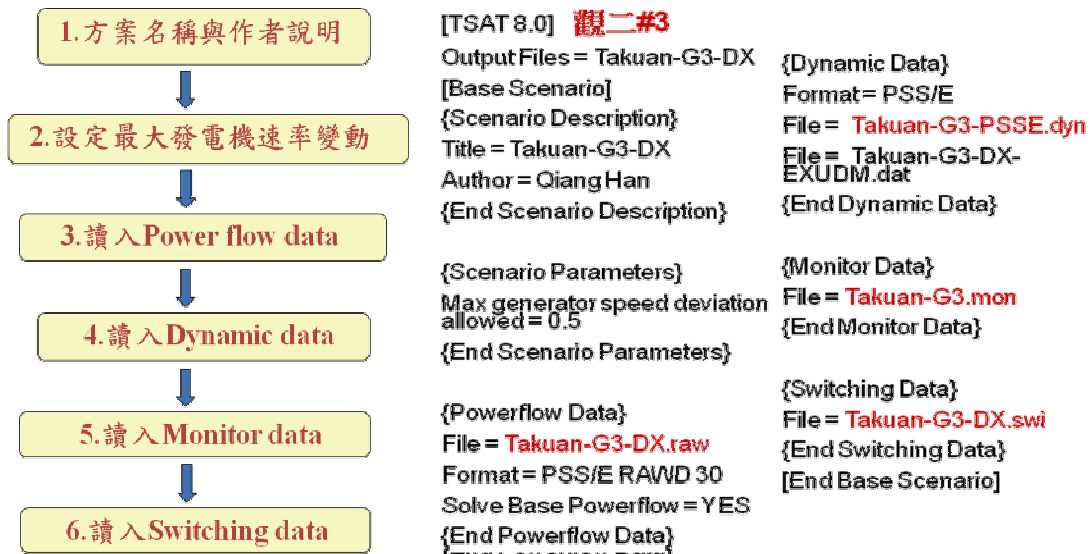 1.方案名稱與作者說明
2.設定最大發電機速率變動
3.讀入Power flow data
4.讀入Dynamic data
5.讀入Monitor data
6.讀入Switching data
[TSAT 8.0] 觀二#3
Output Files = Takuan-G3-DX
[Base Scenario]
{Scenario Description}
Title = Takuan-G3-DX
Author = Qiang Han
{End Scenario Description}
{Scenario Parameters}
Max generator speed deviation
allowed = 0.5
{End Scenario Parameters}
{Powerflow Data}
File = Takuan-G3-DX.raw
Format = PSS/E RAWD 30
Solve Base Powerflow = YES
{End Powerflow Data}
{Dynamic Data}
Format = PSS/E
File = Takuan-G3-PSSE.dyn
File = Takuan-G3-DX-
EXUDM.dat
{End Dynamic Data}
{Monitor Data}
File = Takuan-G3.mon
{End Monitor Data}
{Switching Data}
File = Takuan-G3-DX.swi
{End Switching Data}
[End Base Scenario]